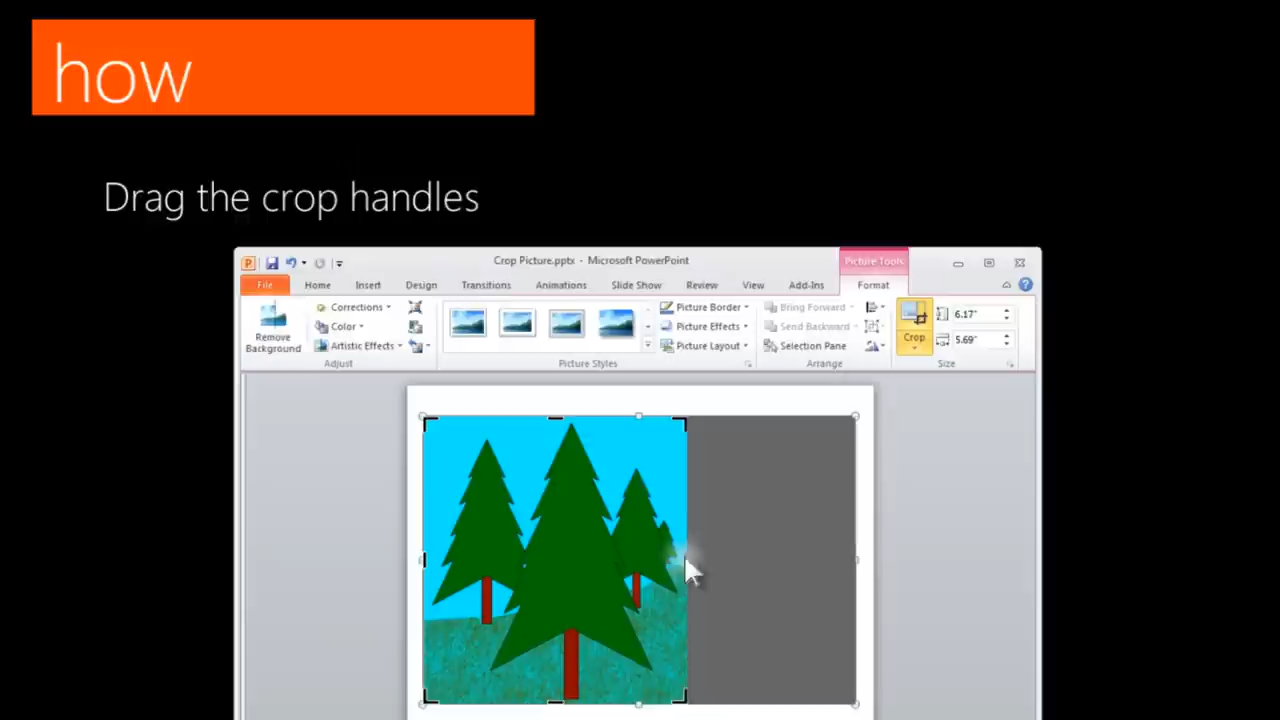 how
Drag the crop handles
Crop Picture.pptx - Microsoft PowerPoint
Picture Tools
File Home Insert Design Transitions Animations Slide Show Review View Add-Ins Format
Remove Background
Corrections
Color
Artistic Effects
Adjust
Picture Styles
Picture Border
Picture Effects
Picture Layout
Bring Forward
Send Backward
Selection Pane
Arrange
Crop
6.17"
5.69"
Size